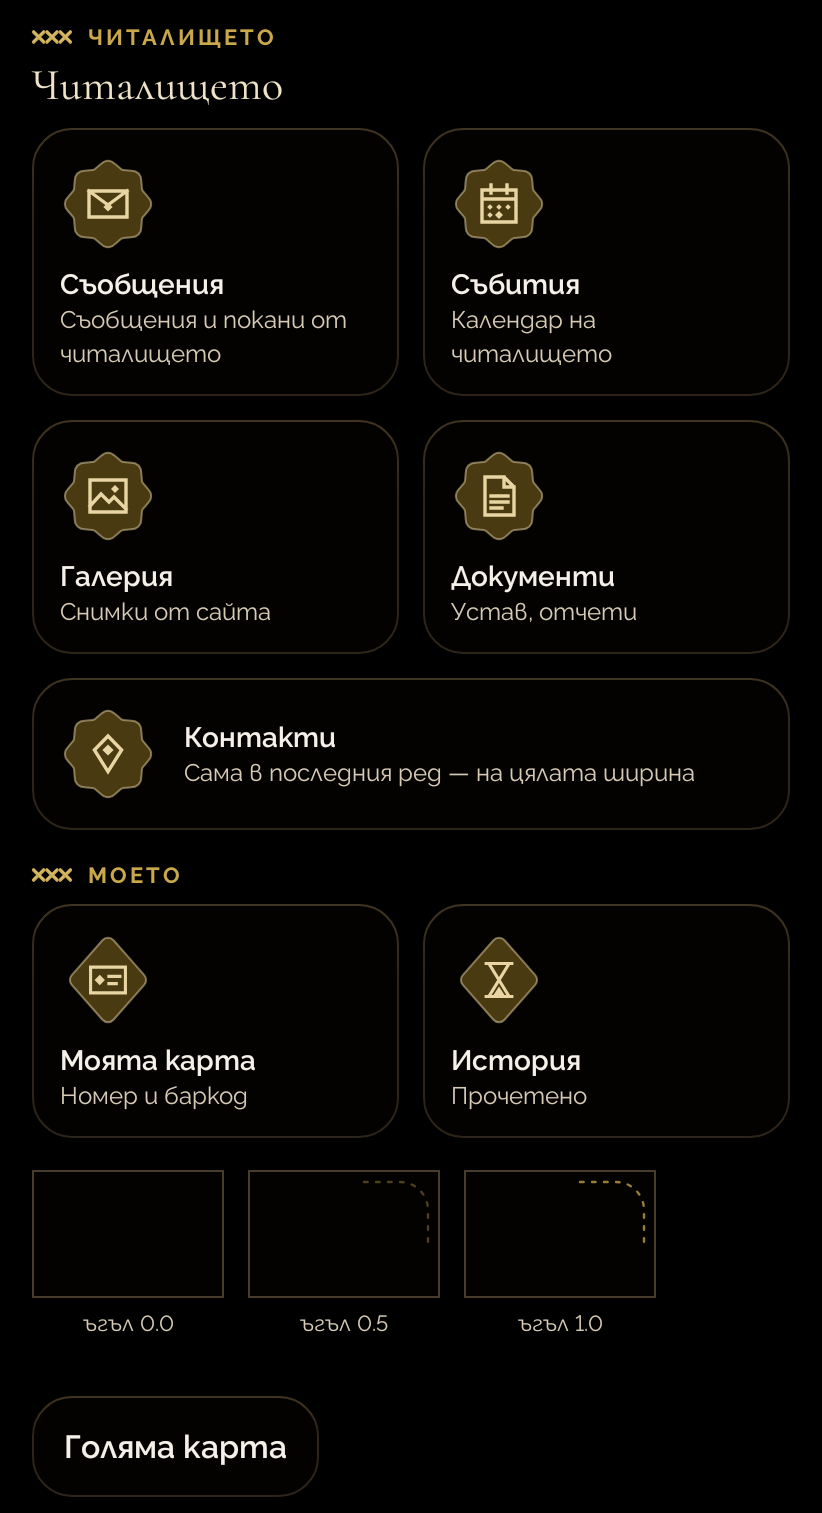 ЧИТАЛИЩЕТО
Читалището
Съобщения
Съобщения и покани от
читалището
Събития
Календар на
читалището
Галерия
Снимки от сайта
Документи
Устав, отчети
Контакти
Сама в последния ред — на цялата ширина
МОЕТО
Моята карта
Номер и баркод
История
Прочетено
ъгъл 0.0
ъгъл 0.5
ъгъл 1.0
Голяма карта